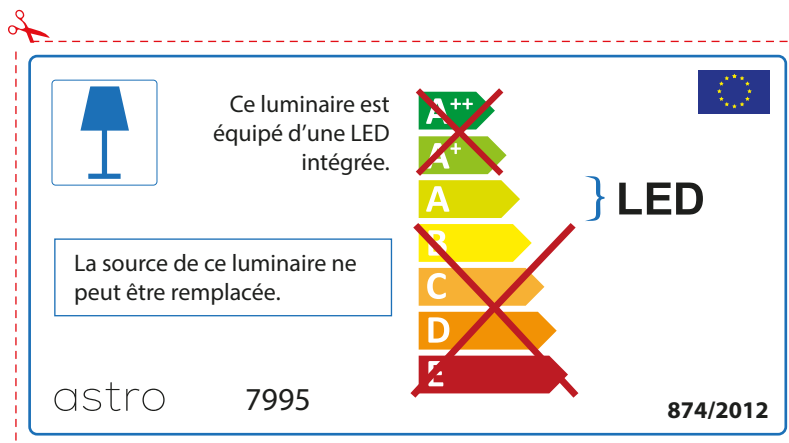 Ce luminaire est
équipé d’une LED
intégrée.
A++
A+
A
B
C
D
E
LED
La source de ce luminaire ne
peut être remplacée.
astro
7995
874/2012